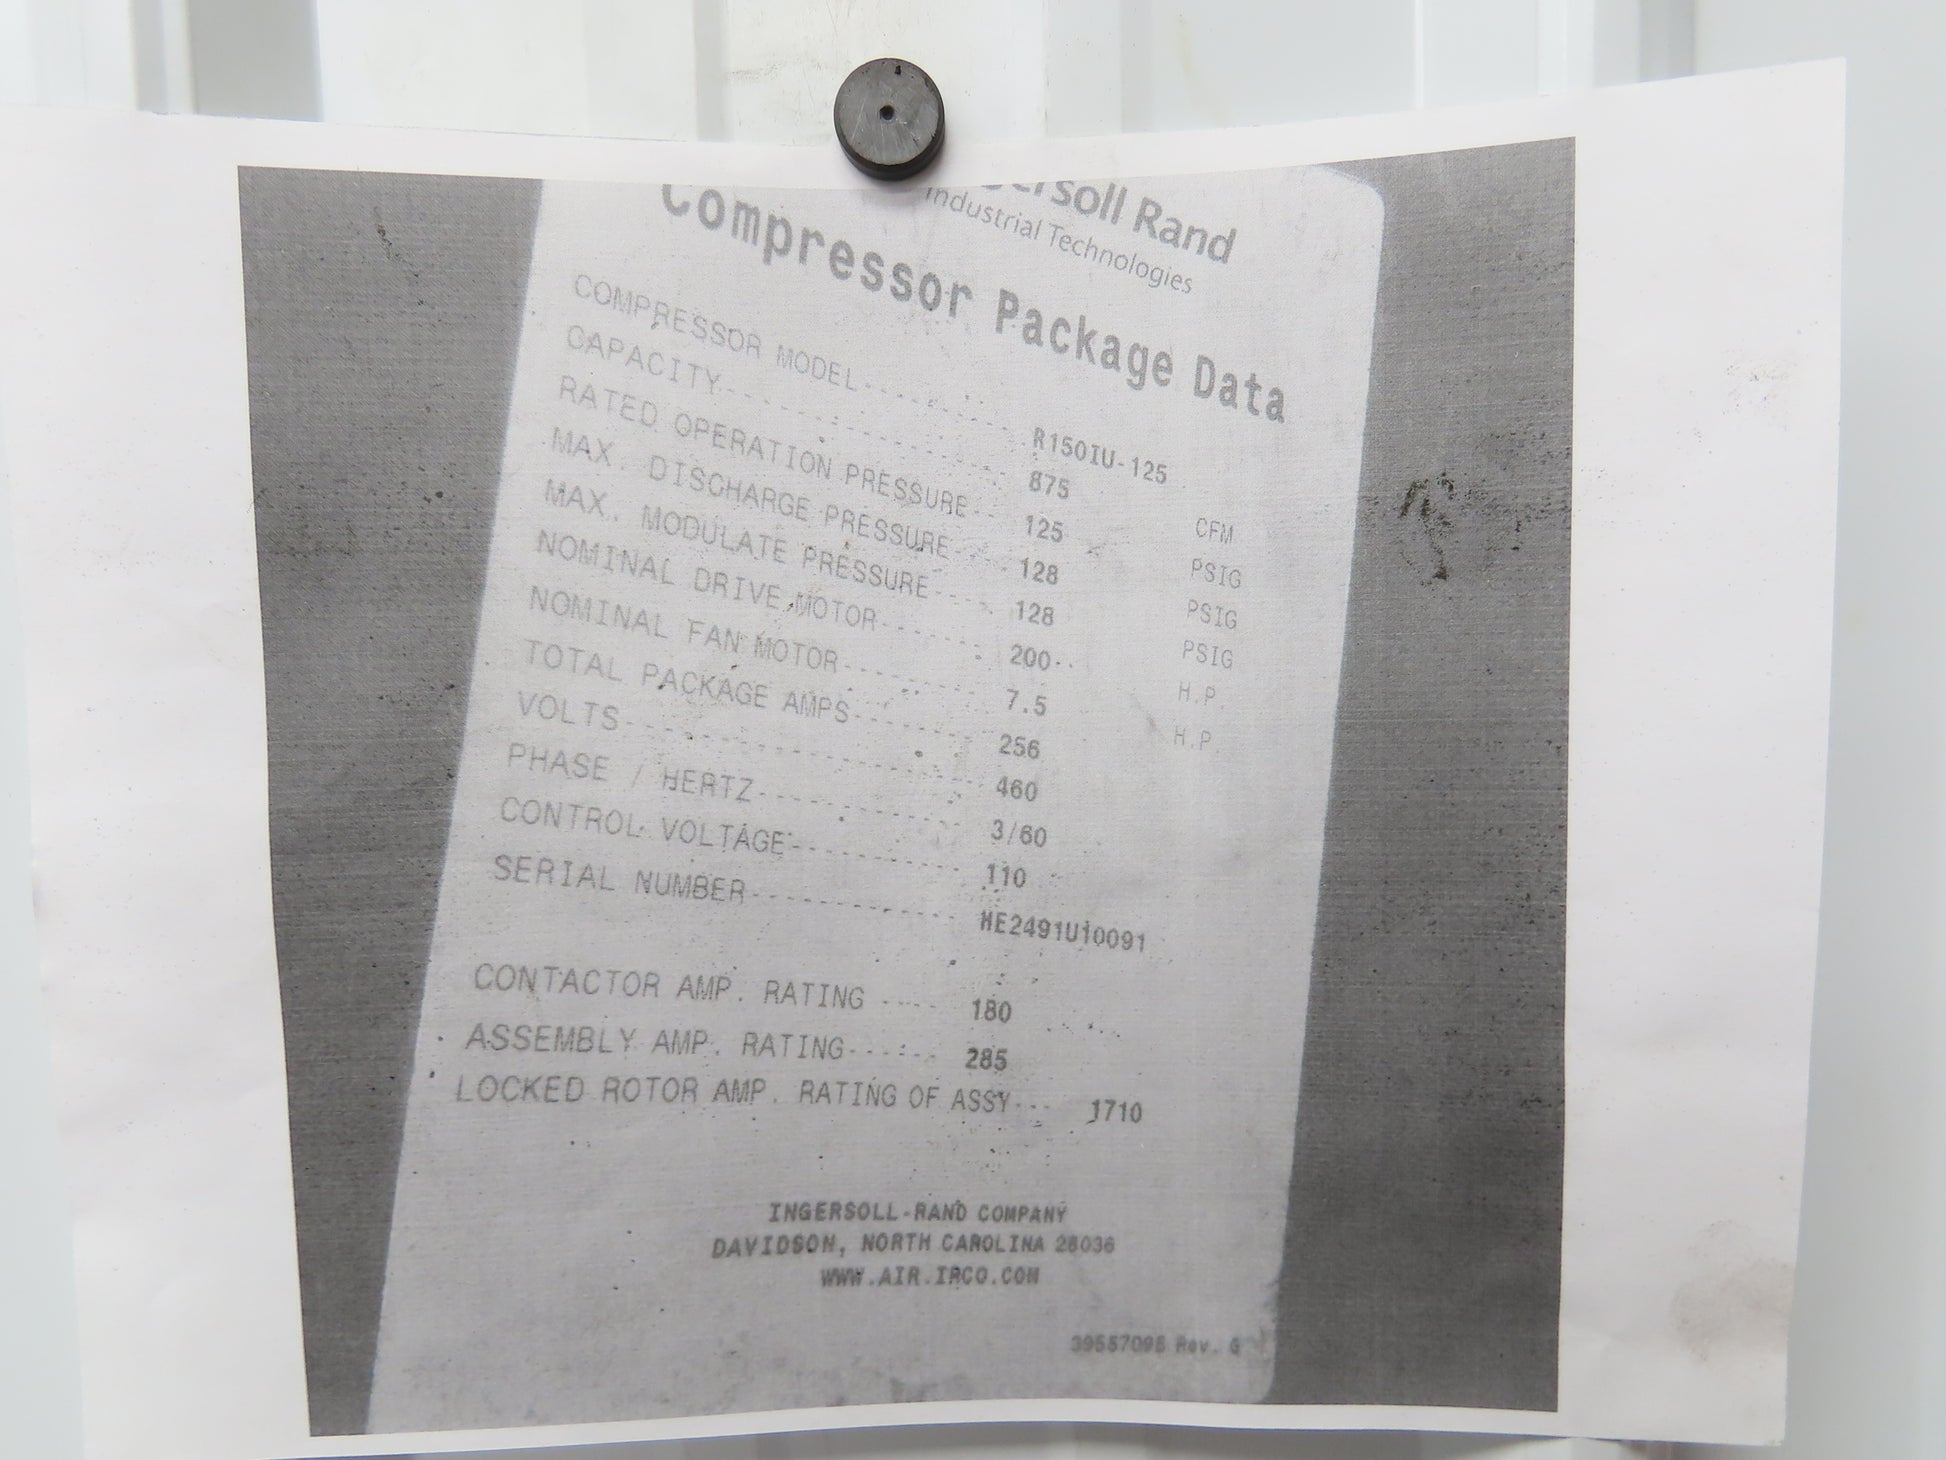 ersoll Rand
Industrial Technologies
Compressor Package Data
COMPRESSOR MODEL R150IU-125
CAPACITY 875 CFM
RATED OPERATION PRESSURE 125 PSIG
MAX. DISCHARGE PRESSURE 128 PSIG
MAX. MODULATE PRESSURE 128 PSIG
NOMINAL DRIVE MOTOR 200 H.P.
NOMINAL FAN MOTOR 7.5 H.P
TOTAL PACKAGE AMPS 256
VOLTS 460
PHASE / HERTZ 3/60
CONTROL VOLTAGE 110
SERIAL NUMBER HE2491U10091
CONTACTOR AMP. RATING 180
ASSEMBLY AMP. RATING 285
LOCKED ROTOR AMP. RATING OF ASSY 1710
INGERSOLL-RAND COMPANY
DAVIDSON, NORTH CAROLINA 28036
WWW.AIR.IRCO.COM
39557095 Rev. G